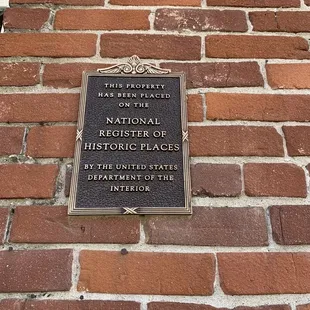 THIS PROPERTY
HAS BEEN PLACED
ON THE
NATIONAL
REGISTER OF
HISTORIC PLACES
BY THE UNITED STATES
DEPARTMENT OF THE
INTERIOR